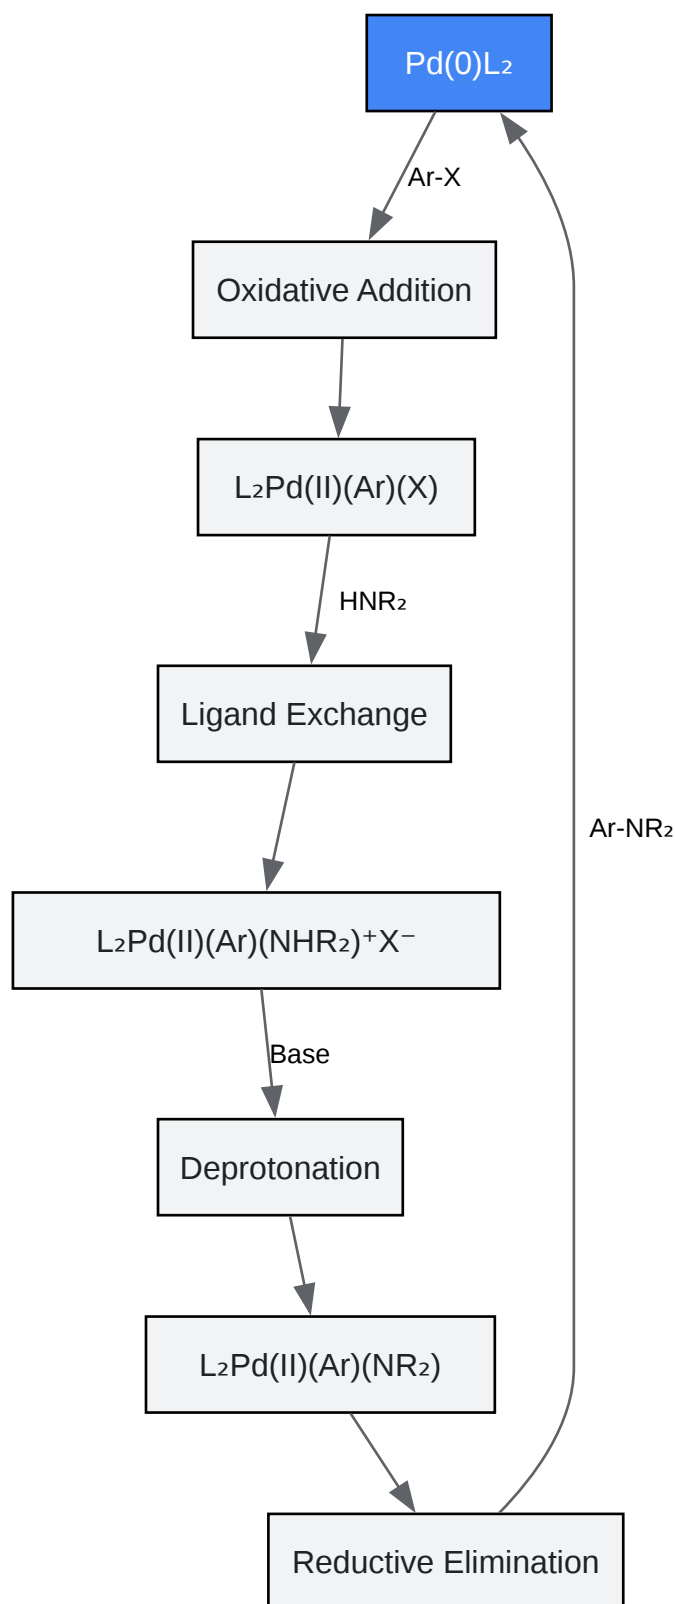 Pd(0)L₂
Ar-X
Oxidative Addition
L₂Pd(II)(Ar)(X)
HNR₂
Ligand Exchange
Ar-NR₂
L₂Pd(II)(Ar)(NHR₂)⁺X⁻
Base
Deprotonation
L₂Pd(II)(Ar)(NR₂)
Reductive Elimination